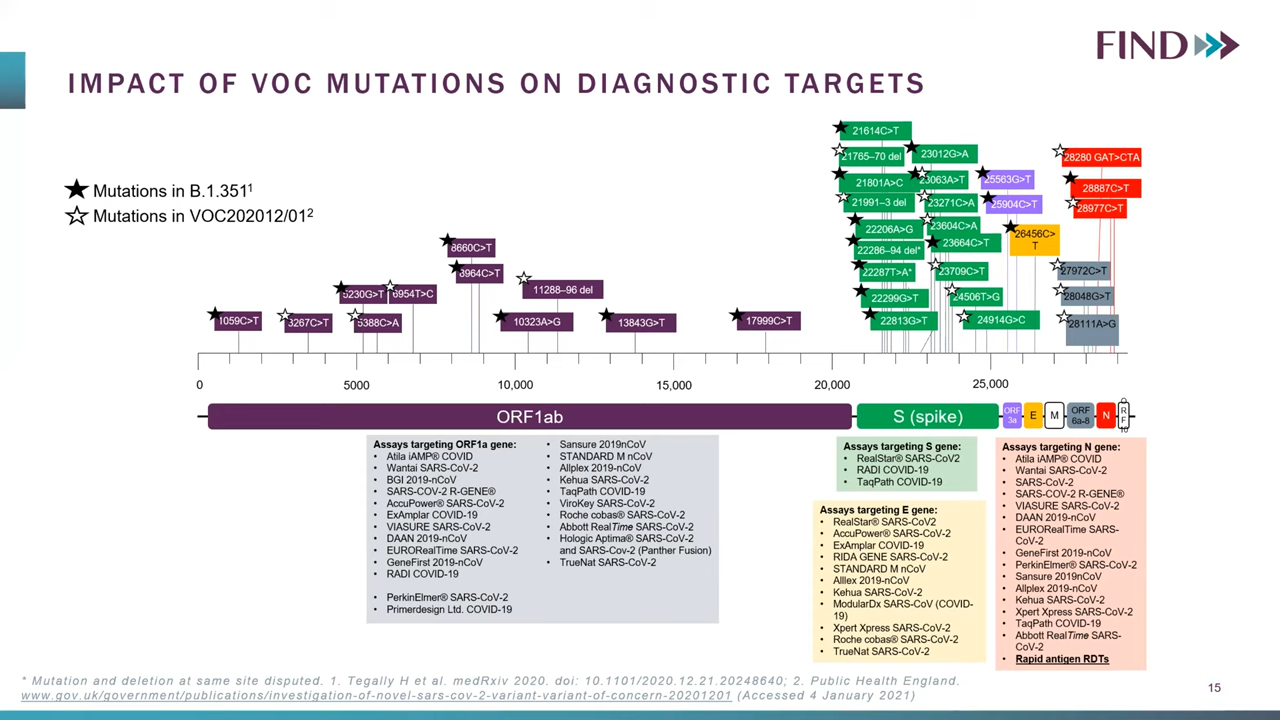 FIND
IMPACT OF VOC MUTATIONS ON DIAGNOSTIC TARGETS
Mutations in B.1.351¹
Mutations in VOC202012/01²
21614C>T
21765–70 del
23012G>A
28280 GAT>CTA
21801A>C
23063A>T
25563G>T
28887C>T
21991–3 del
23271C>A
25904C>T
28977C>T
22206A>G
23604C>A
26456C>
T
22286–94 del*
23664C>T
8660C>T
22287T>A*
23709C>T
27972C>T
8964C>T
22299G>T
24506T>G
28048G>T
5230G>T
6954T>C
11288–96 del
22813G>T
24914G>C
28111A>G
1059C>T
3267C>T
5388C>A
10323A>G
13843G>T
17999C>T
0
5000
10,000
15,000
20,000
25,000
ORF1ab
S (spike)
ORF
3a
E
M
ORF
6a-8
N
O
R
F
10
Assays targeting ORF1a gene:
• Atila iAMP® COVID
• Wantai SARS-CoV-2
• BGI 2019-nCoV
• SARS-COV-2 R-GENE®
• AccuPower® SARS-CoV-2
• ExAmplar COVID-19
• VIASURE SARS-CoV-2
• DAAN 2019-nCoV
• EURORealTime SARS-CoV-2
• GeneFirst 2019-nCoV
• RADI COVID-19
• PerkinElmer® SARS-CoV-2
• Primerdesign Ltd. COVID-19
• Sansure 2019nCoV
• STANDARD M nCoV
• Allplex 2019-nCoV
• Kehua SARS-CoV-2
• TaqPath COVID-19
• ViroKey SARS-CoV-2
• Roche cobas® SARS-CoV-2
• Abbott RealTime SARS-CoV-2
• Hologic Aptima® SARS-CoV-2
and SARS-Cov-2 (Panther Fusion)
• TrueNat SARS-CoV-2
Assays targeting S gene:
• RealStar® SARS-CoV2
• RADI COVID-19
• TaqPath COVID-19
Assays targeting E gene:
• RealStar® SARS-CoV2
• AccuPower® SARS-CoV-2
• ExAmplar COVID-19
• RIDA GENE SARS-CoV-2
• STANDARD M nCoV
• Alllex 2019-nCoV
• Kehua SARS-CoV-2
• ModularDx SARS-CoV (COVID-
19)
• Xpert Xpress SARS-CoV-2
• Roche cobas® SARS-CoV-2
• TrueNat SARS-CoV-2
Assays targeting N gene:
• Atila iAMP® COVID
• Wantai SARS-CoV-2
• SARS-CoV-2
• SARS-COV-2 R-GENE®
• VIASURE SARS-CoV-2
• DAAN 2019-nCoV
• EURORealTime SARS-
CoV-2
• GeneFirst 2019-nCoV
• PerkinElmer® SARS-CoV-2
• Sansure 2019nCoV
• Allplex 2019-nCoV
• Kehua SARS-CoV-2
• Xpert Xpress SARS-CoV-2
• TaqPath COVID-19
• Abbott RealTime SARS-
CoV-2
• Rapid antigen RDTs
* Mutation and deletion at same site disputed. 1. Tegally H et al. medRxiv 2020. doi: 10.1101/2020.12.21.20248640; 2. Public Health England.
www.gov.uk/government/publications/investigation-of-novel-sars-cov-2-variant-variant-of-concern-20201201 (Accessed 4 January 2021)
15